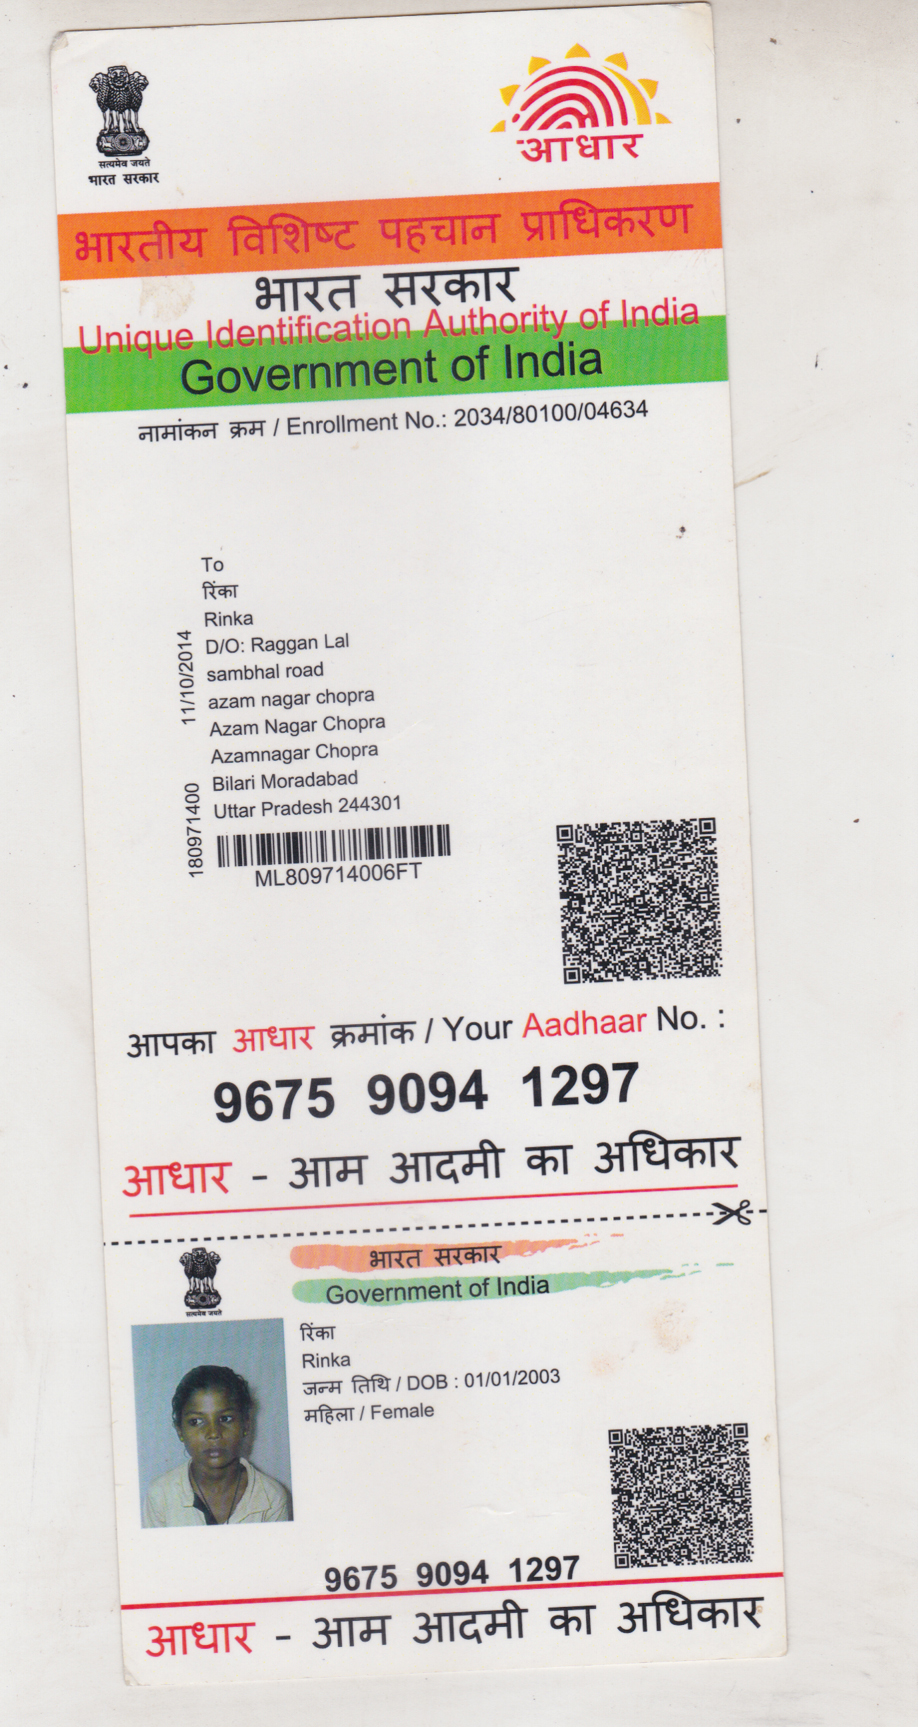 सत्यमेव जयते
भारत सरकार
आधार
भारतीय विशिष्ट पहचान प्राधिकरण
भारत सरकार
Unique Identification Authority of India
Government of India
नामांकन क्रम / Enrollment No.: 2034/80100/04634
To
रिंका
Rinka
D/O: Raggan Lal
sambhal road
azam nagar chopra
Azam Nagar Chopra
Azamnagar Chopra
Bilari Moradabad
Uttar Pradesh 244301
11/10/2014
180971400
ML809714006FT
आपका आधार क्रमांक / Your Aadhaar No. :
9675 9094 1297
आधार - आम आदमी का अधिकार
भारत सरकार
Government of India
सत्यमेव जयते
रिंका
Rinka
जन्म तिथि / DOB : 01/01/2003
महिला / Female
9675 9094 1297
आधार - आम आदमी का अधिकार